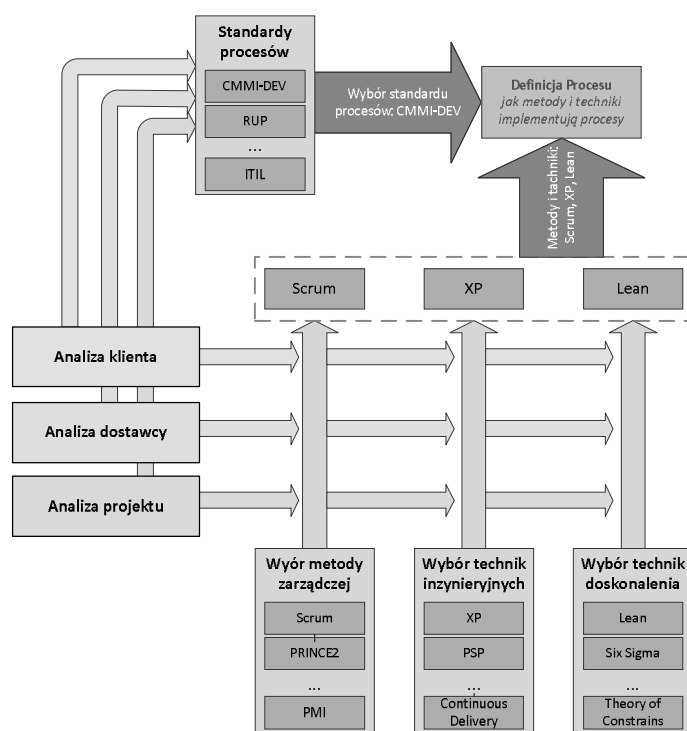 Standardy
procesów
CMMI-DEV
RUP
...
ITIL
Wybór standardu
procesów: CMMI-DEV
Definicja Procesu
jak metody i techniki
implementują procesy
Metody i tachniki:
Scrum, XP, Lean
Scrum
XP
Lean
Analiza klienta
Analiza dostawcy
Analiza projektu
Wyór metody
zarządczej
Scrum
PRINCE2
...
PMI
Wybór technik
inzynieryjnych
XP
PSP
...
Continuous
Delivery
Wybór technik
doskonalenia
Lean
Six Sigma
...
Theory of
Constrains